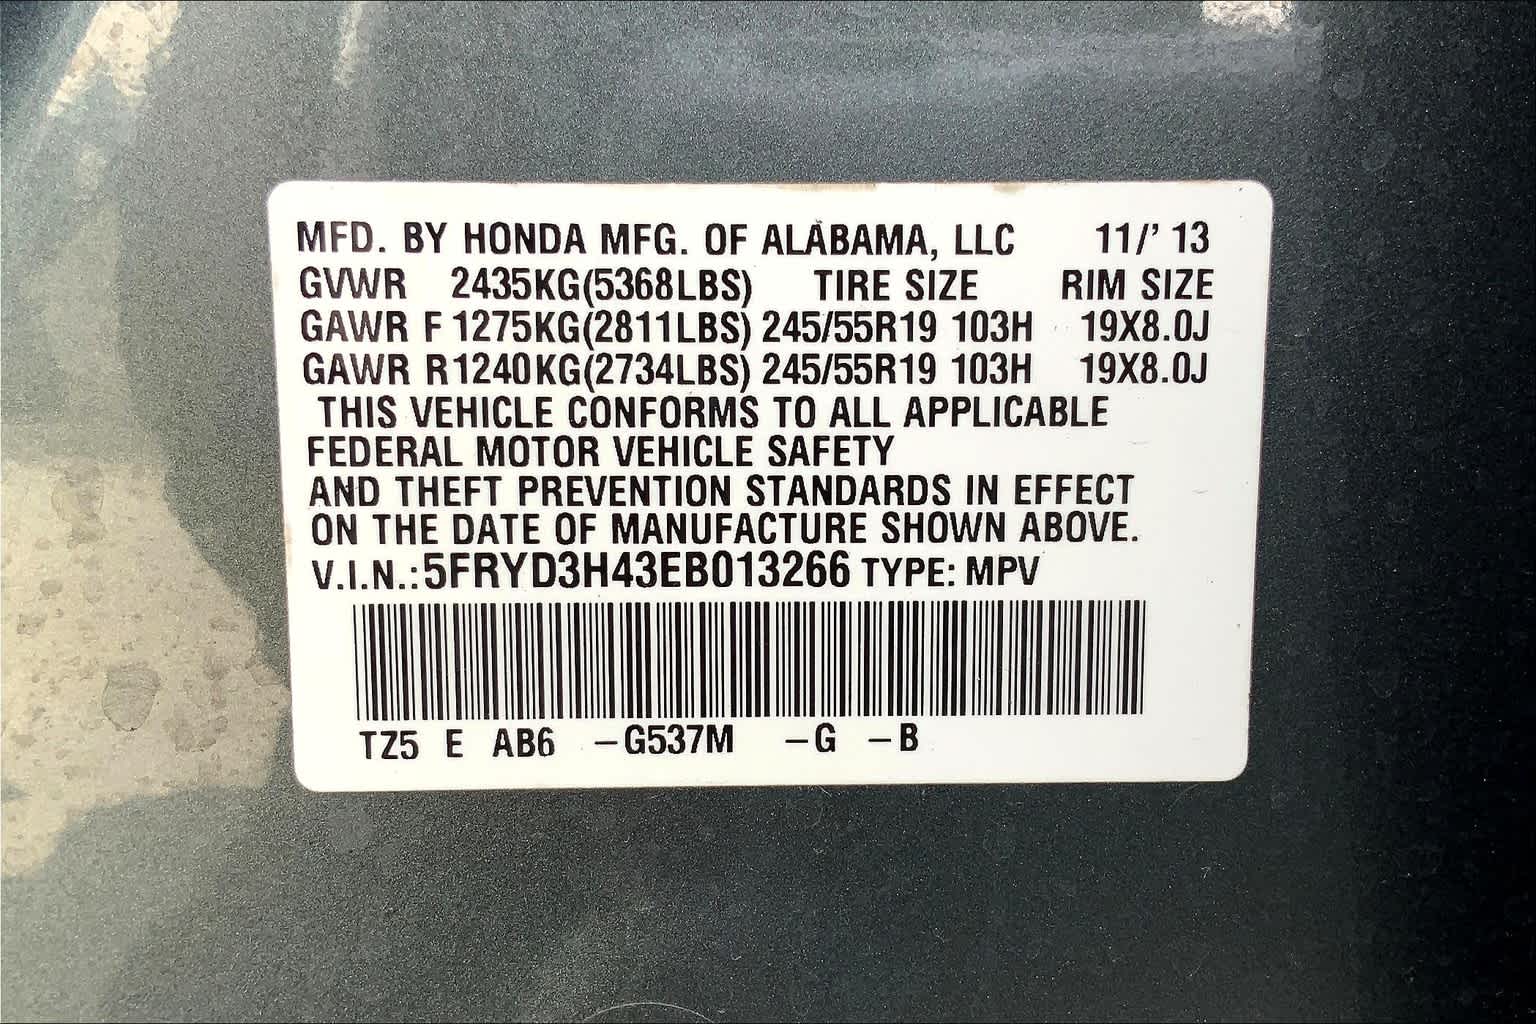 MFD. BY HONDA MFG. OF ALABAMA, LLC 11/' 13
GVWR 2435KG(5368LBS) TIRE SIZE RIM SIZE
GAWR F 1275KG(2811LBS) 245/55R19 103H 19X8.0J
GAWR R 1240KG(2734LBS) 245/55R19 103H 19X8.0J
THIS VEHICLE CONFORMS TO ALL APPLICABLE
FEDERAL MOTOR VEHICLE SAFETY
AND THEFT PREVENTION STANDARDS IN EFFECT
ON THE DATE OF MANUFACTURE SHOWN ABOVE.
V.I.N.:5FRYD3H43EB013266 TYPE: MPV
TZ5 E AB6 –G537M –G –B